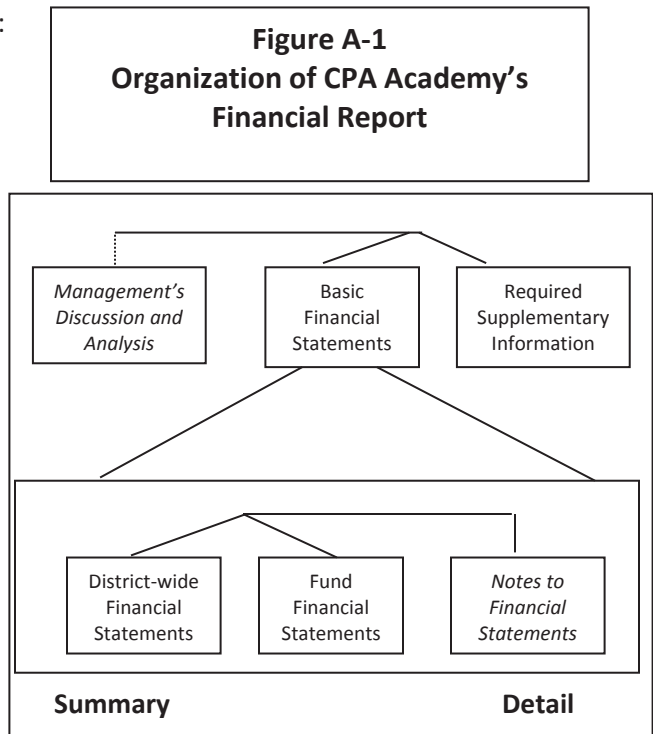 :
Figure A-1
Organization of CPA Academy's
Financial Report
Management's
Discussion and
Analysis
Basic
Financial
Statements
Required
Supplementary
Information
District-wide
Financial
Statements
Fund
Financial
Statements
Notes to
Financial
Statements
Summary
Detail